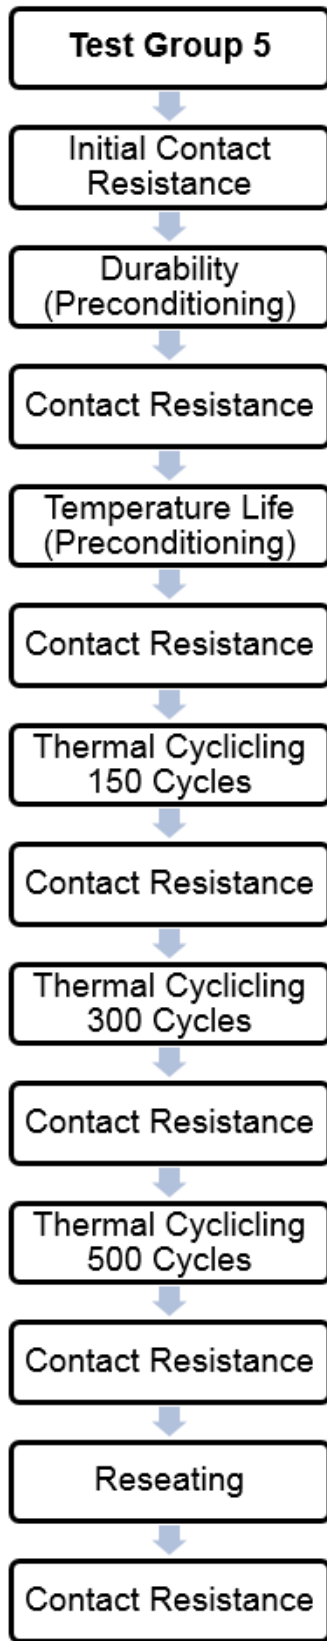 Test Group 5
Initial Contact
Resistance
Durability
(Preconditioning)
Contact Resistance
Temperature Life
(Preconditioning)
Contact Resistance
Thermal Cyclicling
150 Cycles
Contact Resistance
Thermal Cyclicling
300 Cycles
Contact Resistance
Thermal Cyclicling
500 Cycles
Contact Resistance
Reseating
Contact Resistance